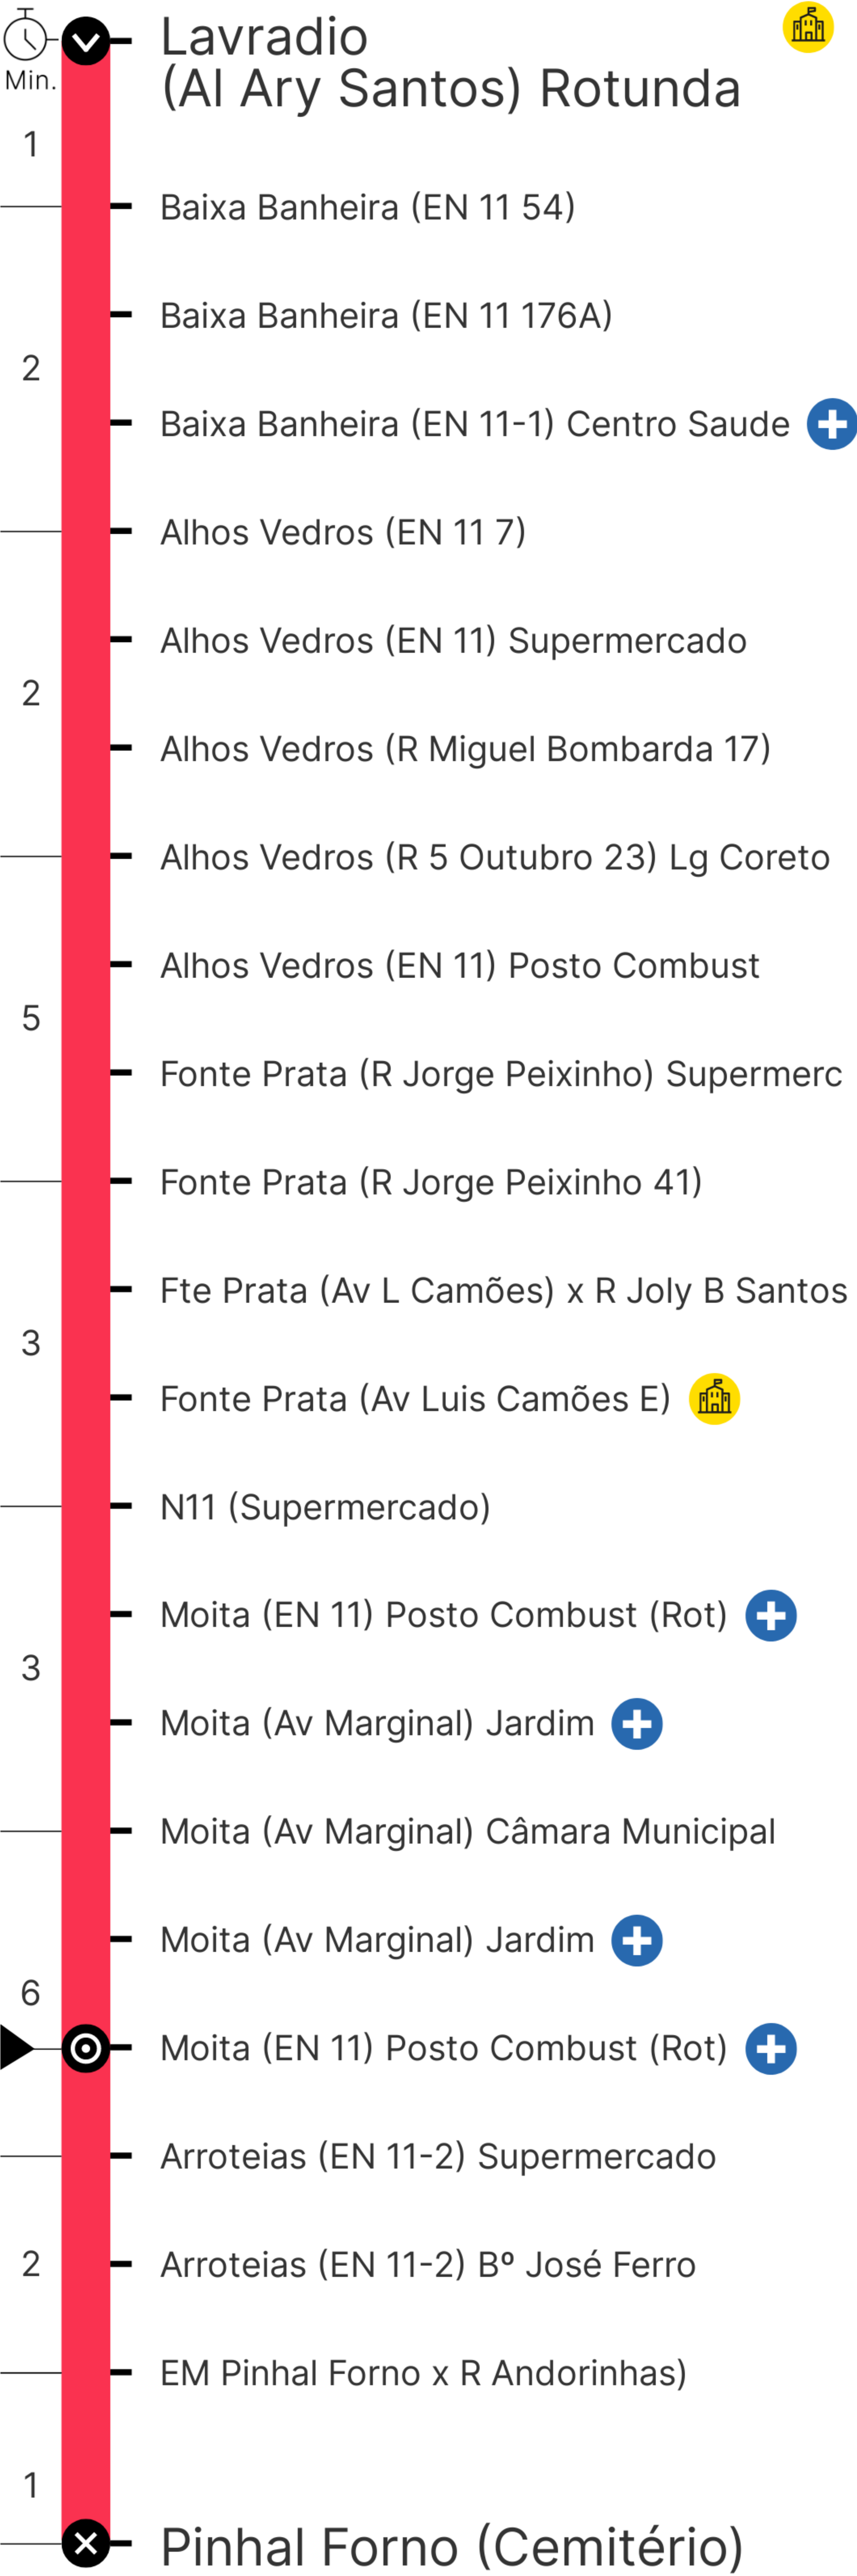 Lavradio
(Al Ary Santos) Rotunda
Min.
1
Baixa Banheira (EN 11 54)
Baixa Banheira (EN 11 176A)
2
Baixa Banheira (EN 11-1) Centro Saude
Alhos Vedros (EN 11 7)
Alhos Vedros (EN 11) Supermercado
2
Alhos Vedros (R Miguel Bombarda 17)
Alhos Vedros (R 5 Outubro 23) Lg Coreto
Alhos Vedros (EN 11) Posto Combust
5
Fonte Prata (R Jorge Peixinho) Supermerc
Fonte Prata (R Jorge Peixinho 41)
Fte Prata (Av L Camões) x R Joly B Santos
3
Fonte Prata (Av Luis Camões E)
N11 (Supermercado)
Moita (EN 11) Posto Combust (Rot)
3
Moita (Av Marginal) Jardim
Moita (Av Marginal) Câmara Municipal
Moita (Av Marginal) Jardim
6
Moita (EN 11) Posto Combust (Rot)
Arroteias (EN 11-2) Supermercado
2
Arroteias (EN 11-2) Bº José Ferro
EM Pinhal Forno x R Andorinhas)
1
Pinhal Forno (Cemitério)